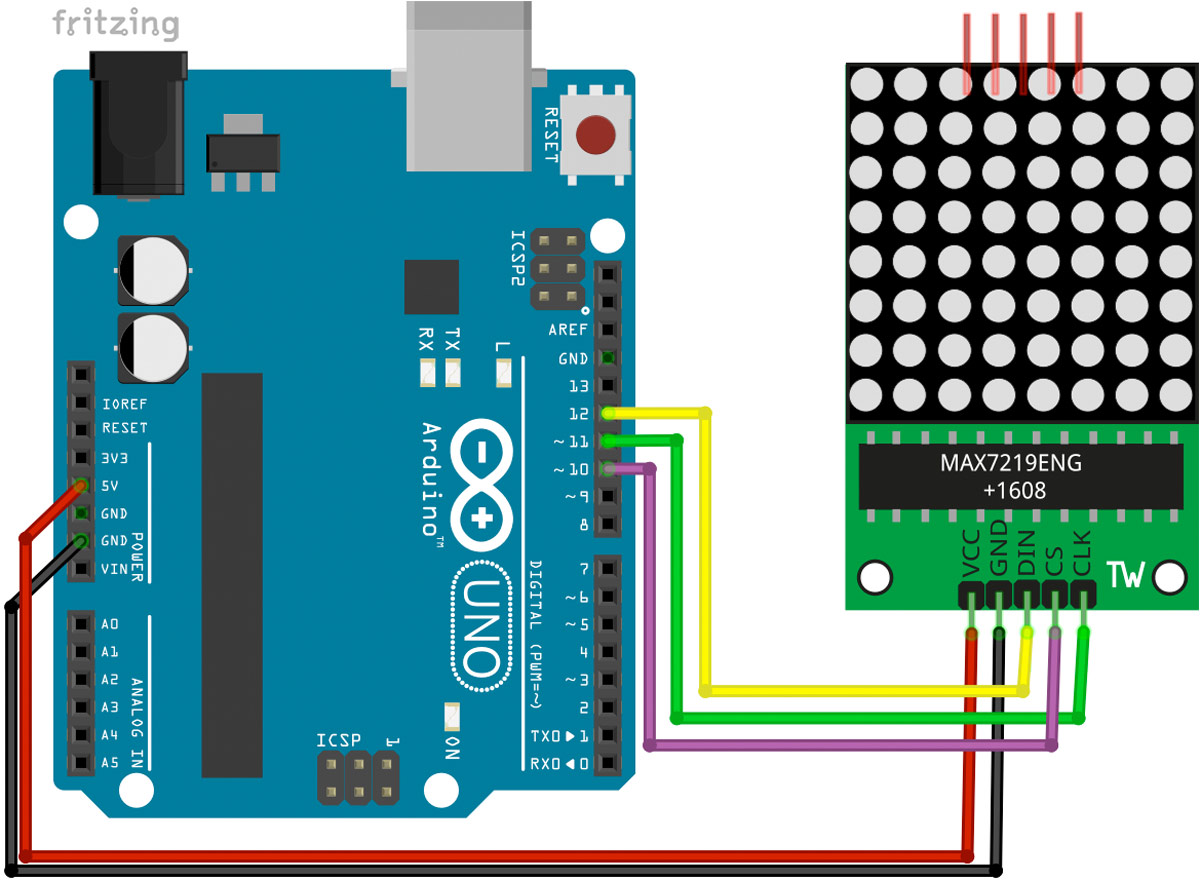 fritzing
RESET
ICSP2
AREF
GND
13
12
~11
~10
~9
8
7
~6
~5
4
~3
2
TX0▶1
RX0◀0
RX
TX
L
IOREF
RESET
3V3
5V
GND
GND
VIN
POWER
A0
A1
A2
A3
A4
A5
ANALOG IN
Arduino™
UNO
DIGITAL (PWM=~)
ON
ICSP
1
MAX7219ENG
+1608
VCC
GND
DIN
CS
CLK
TW